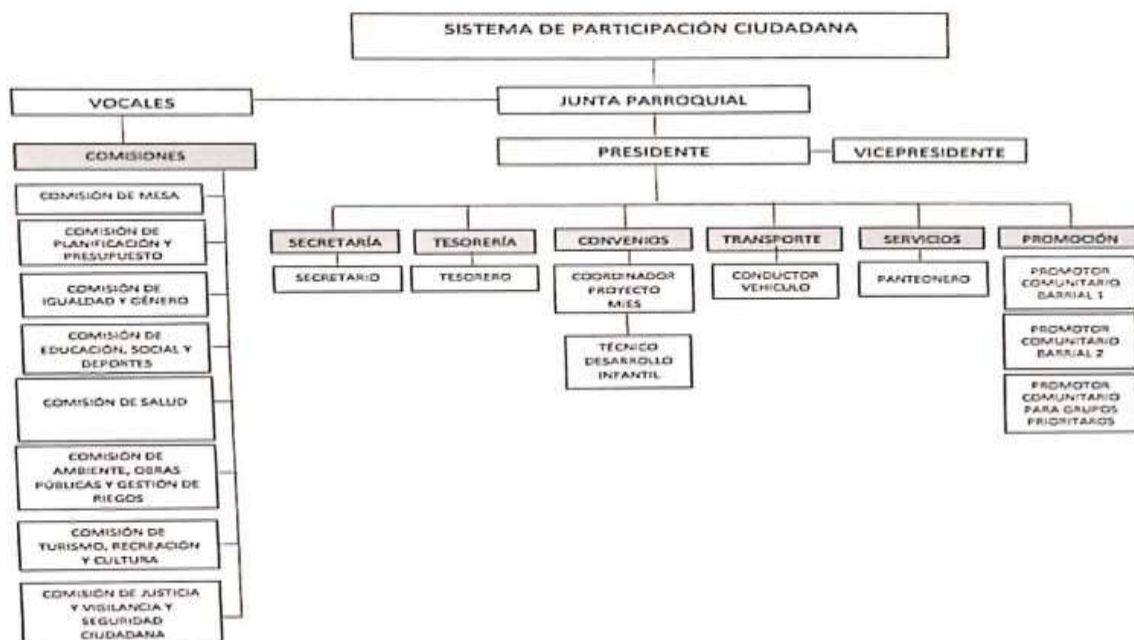 SISTEMA DE PARTICIPACIÓN CIUDADANA
VOCALES
JUNTA PARROQUIAL
COMISIONES
PRESIDENTE
VICEPRESIDENTE
COMISIÓN DE MESA
COMISIÓN DE
PLANIFICACIÓN Y
PRESUPUESTO
COMISIÓN DE
IGUALDAD Y GÉNERO
COMISIÓN DE
EDUCACIÓN, SOCIAL Y
DEPORTES
COMISIÓN DE SALUD
COMISIÓN DE
AMBIENTE, OBRAS
PÚBLICAS Y GESTIÓN DE
RIEGOS
COMISIÓN DE
TURISMO, RECREACIÓN
Y CULTURA
COMISIÓN DE JUSTICIA
Y VIGILANCIA Y
SEGURIDAD
CIUDADANA
SECRETARÍA
SECRETARIO
TESORERÍA
TESORERO
CONVENIOS
COORDINADOR
PROYECTO
MIES
TÉCNICO
DESARROLLO
INFANTIL
TRANSPORTE
CONDUCTOR
VEHICULO
SERVICIOS
PANTEONERO
PROMOCIÓN
PROMOTOR
COMUNITARIO
BARRIAL 1
PROMOTOR
COMUNITARIO
BARRIAL 2
PROMOTOR
COMUNITARIO
PARA GRUPOS
PRIORITAROS